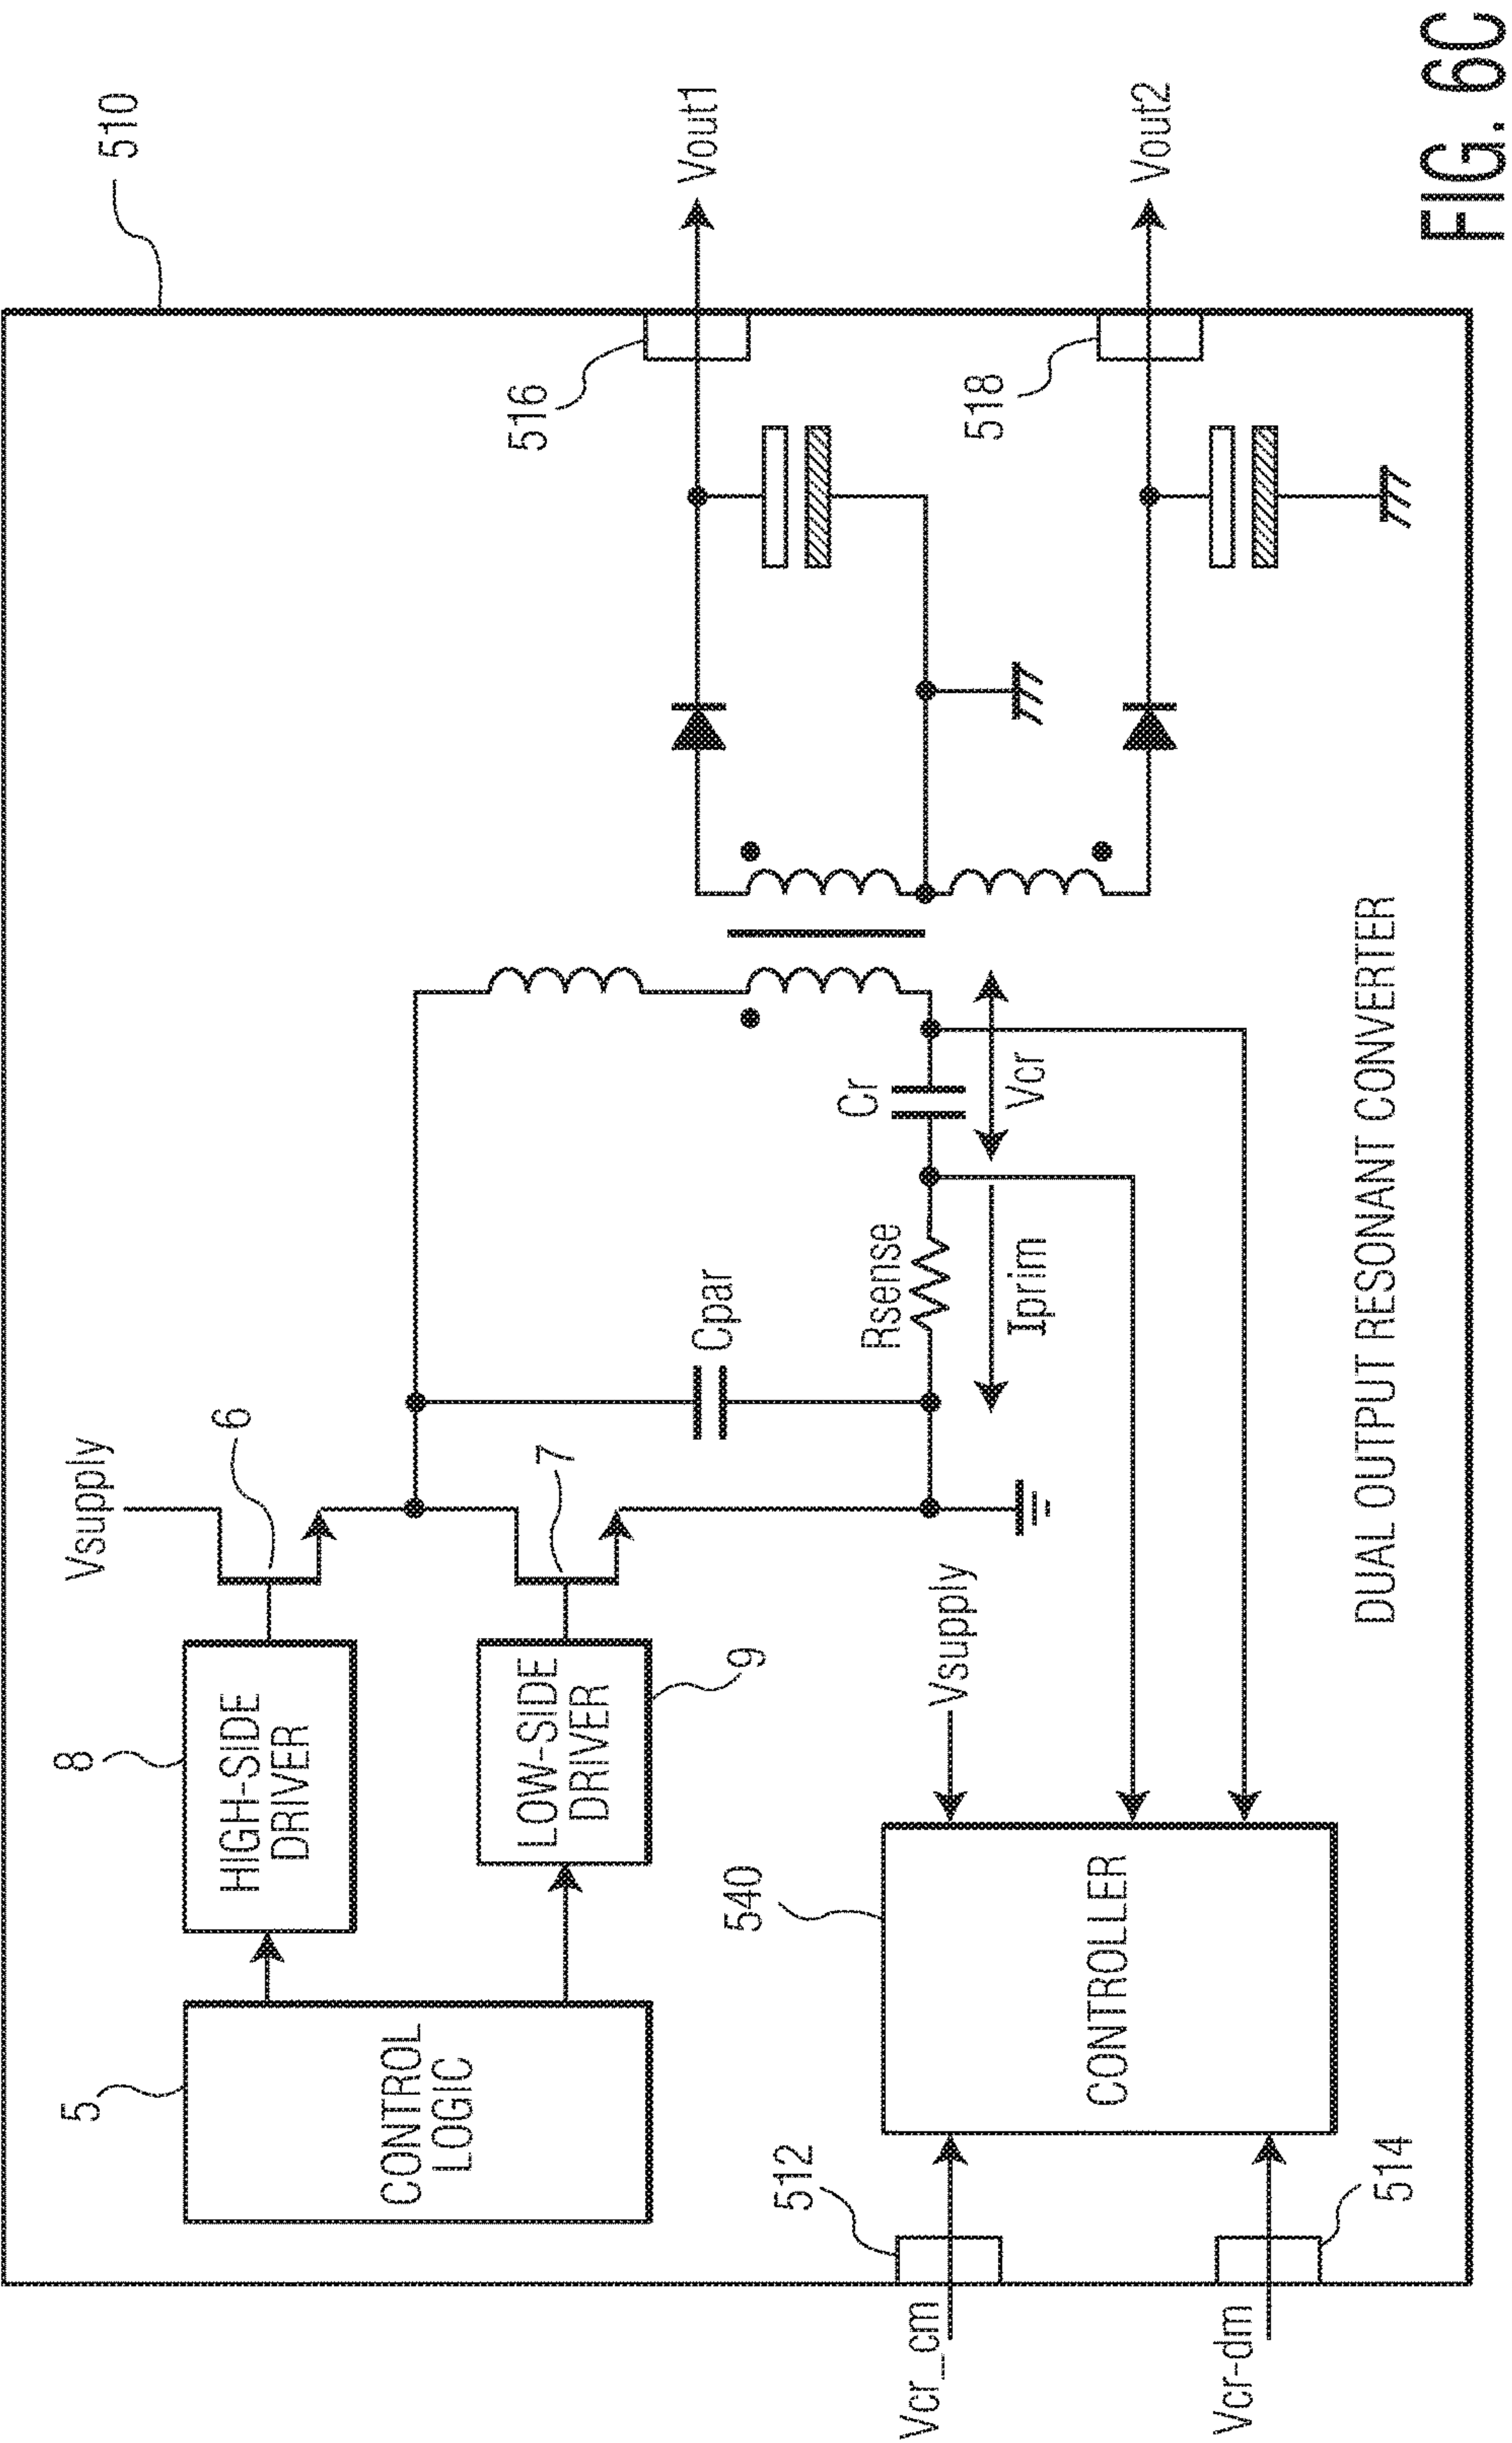 510
Vsupply
6
8
HIGH-SIDE
DRIVER
5
CONTROL
LOGIC
LOW-SIDE
DRIVER
7
9
Cpar
516
Vout1
Cr
Rsense
Vcr
Iprim
518
Vout2
540
Vsupply
CONTROLLER
512
Vcr_cm
514
Vcr-dm
DUAL OUTPUT RESONANT CONVERTER
FIG. 6C